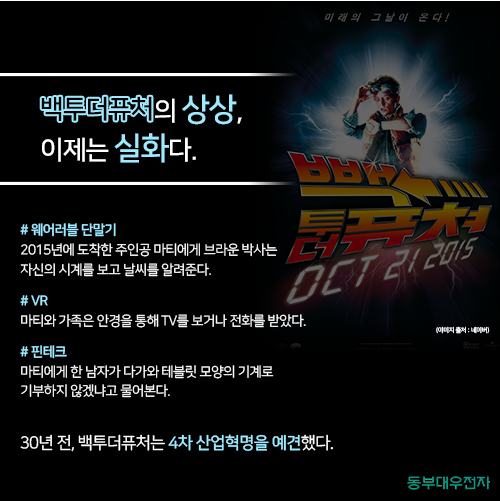 미래의 그날이 온다!
백투더퓨처의 상상,
이제는 실화다.
빽 투 더 퓨쳐
OCT 21 2015
# 웨어러블 단말기
2015년에 도착한 주인공 마티에게 브라운 박사는
자신의 시계를 보고 날씨를 알려준다.
# VR
마티와 가족은 안경을 통해 TV를 보거나 전화를 받았다.
(이미지 출처 : 네이버)
# 핀테크
마티에게 한 남자가 다가와 테블릿 모양의 기계로
기부하지 않겠냐고 물어본다.
30년 전, 백투더퓨처는 4차 산업혁명을 예견했다.
동부대우전자